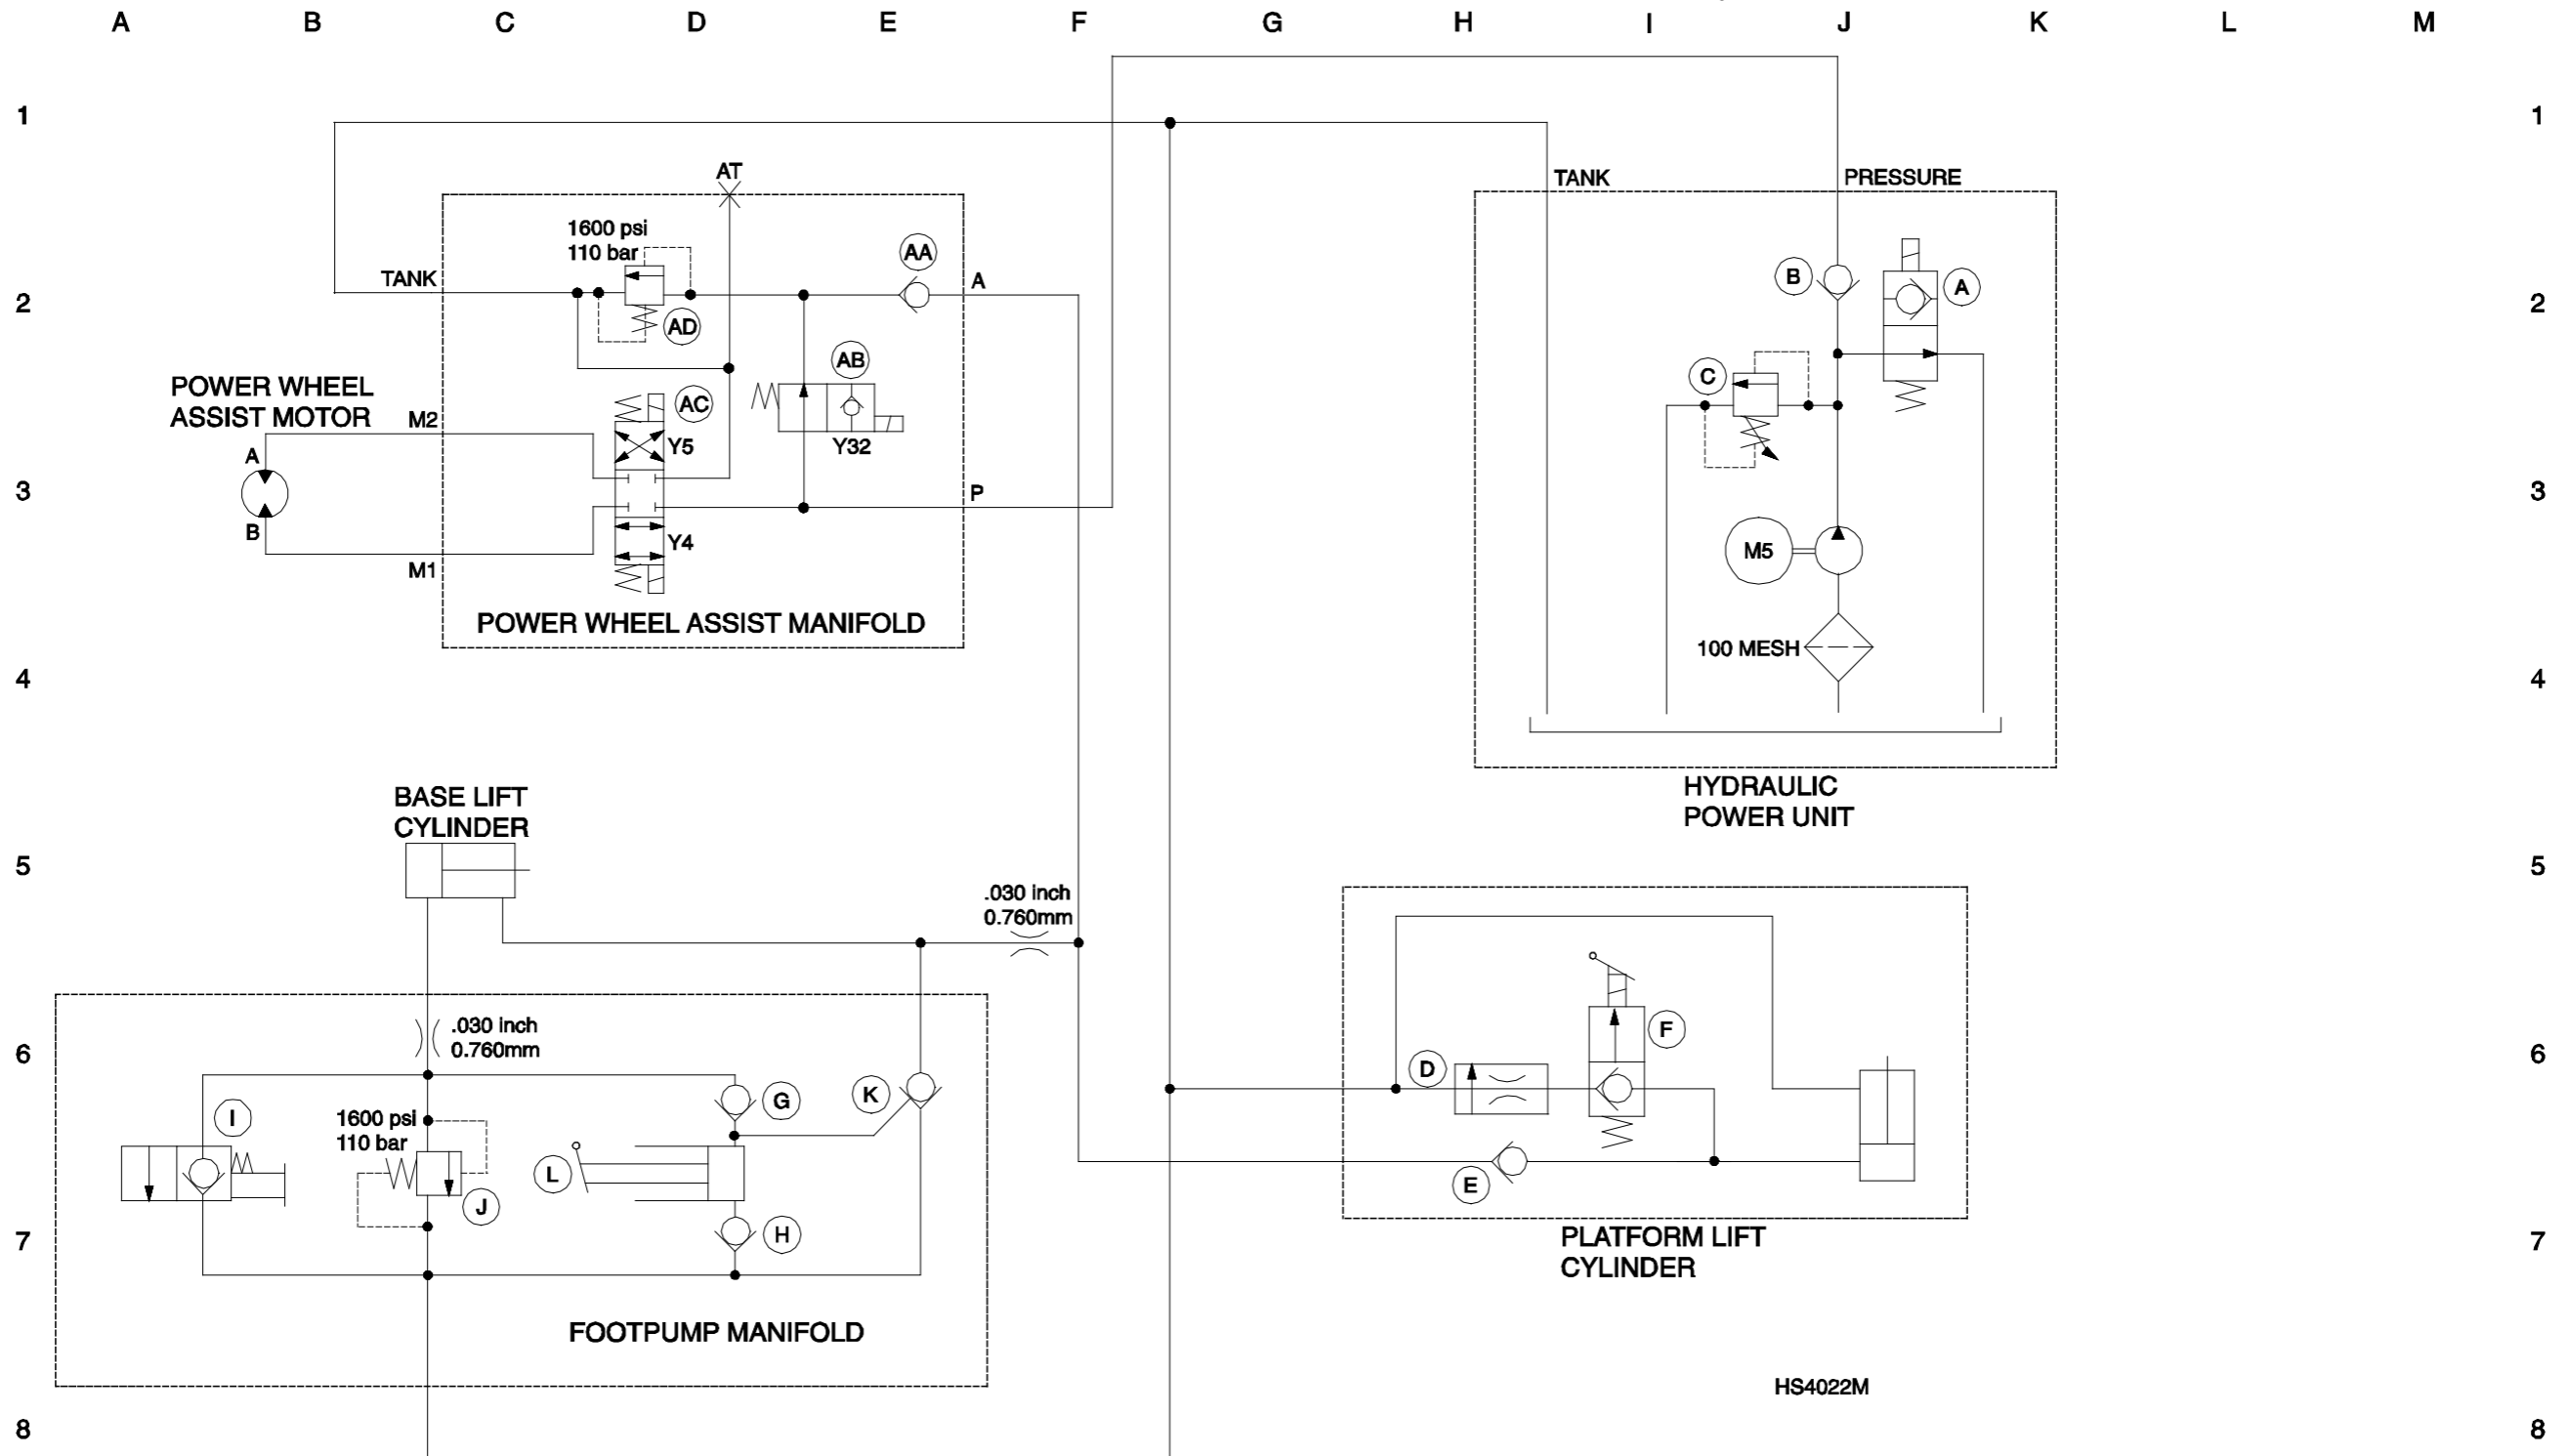 A B C D E F G H I J K L M
1 1
AT
TANK PRESSURE
1600 psi
110 bar
AA
TANK A
B A
2 2
AD
AB
POWER WHEEL
ASSIST MOTOR
C
M2 AC
Y5 Y32
A
3 P 3
B
Y4
M5
M1
POWER WHEEL ASSIST MANIFOLD
100 MESH
4 4
HYDRAULIC
POWER UNIT
BASE LIFT
CYLINDER
5 5
.030 inch
0.760mm
.030 inch
0.760mm
F
6 6
D
K
G
I
1600 psi
110 bar
L
E
J
H
7 7
PLATFORM LIFT
CYLINDER
FOOTPUMP MANIFOLD
HS4022M
8 8